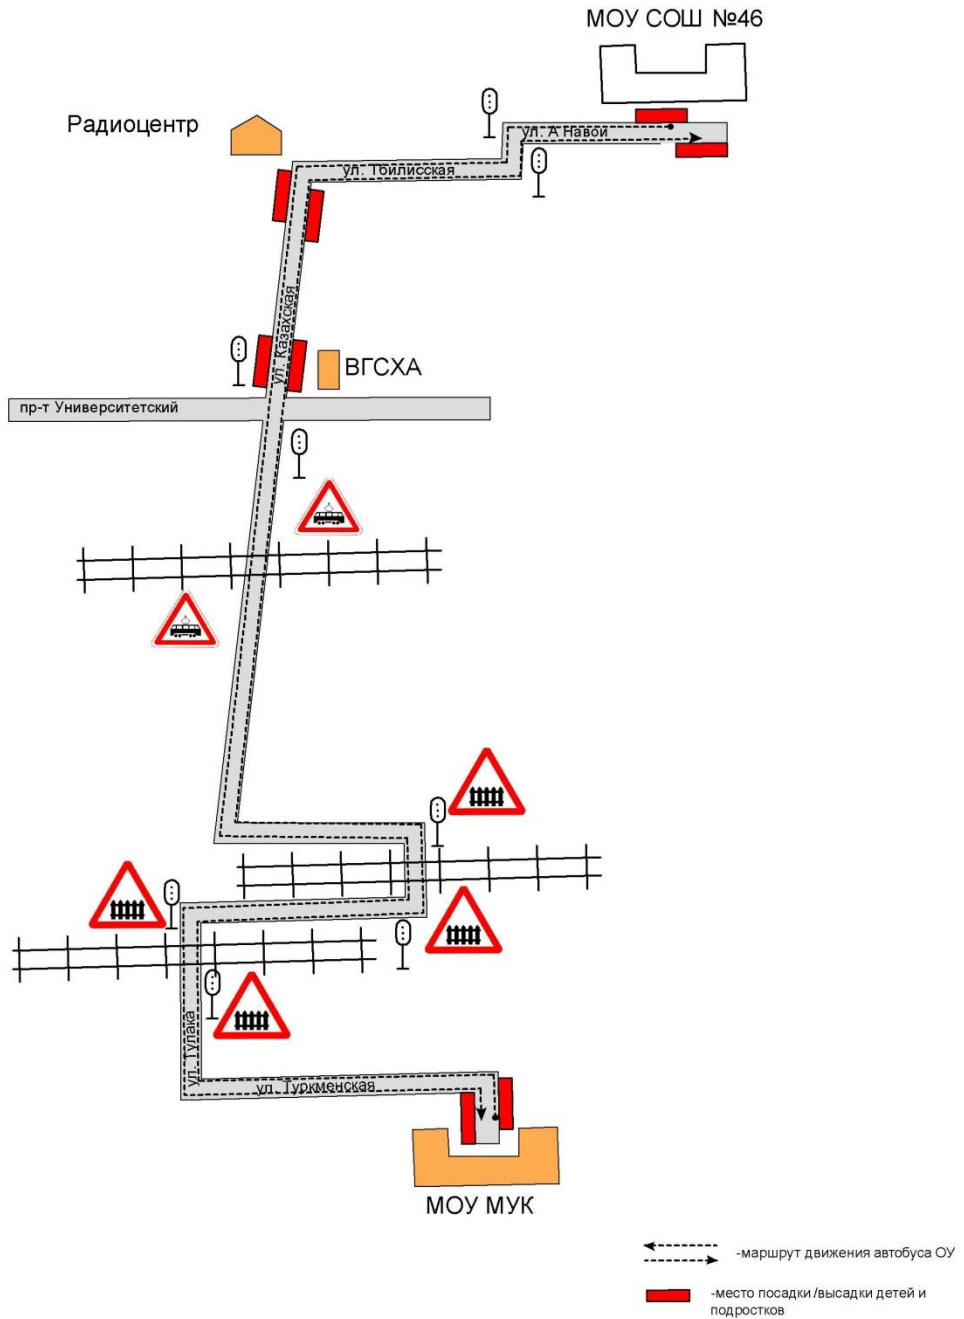 МОУ СОШ №46
Радиоцентр
ул. А Навои
ул. Тбилисская
ул. Казахская
ВГСХА
пр-т Университетский
ул. Тулака
ул. Туркменская
МОУ МУК
-маршрут движения автобуса ОУ
-место посадки/высадки детей и
подростков